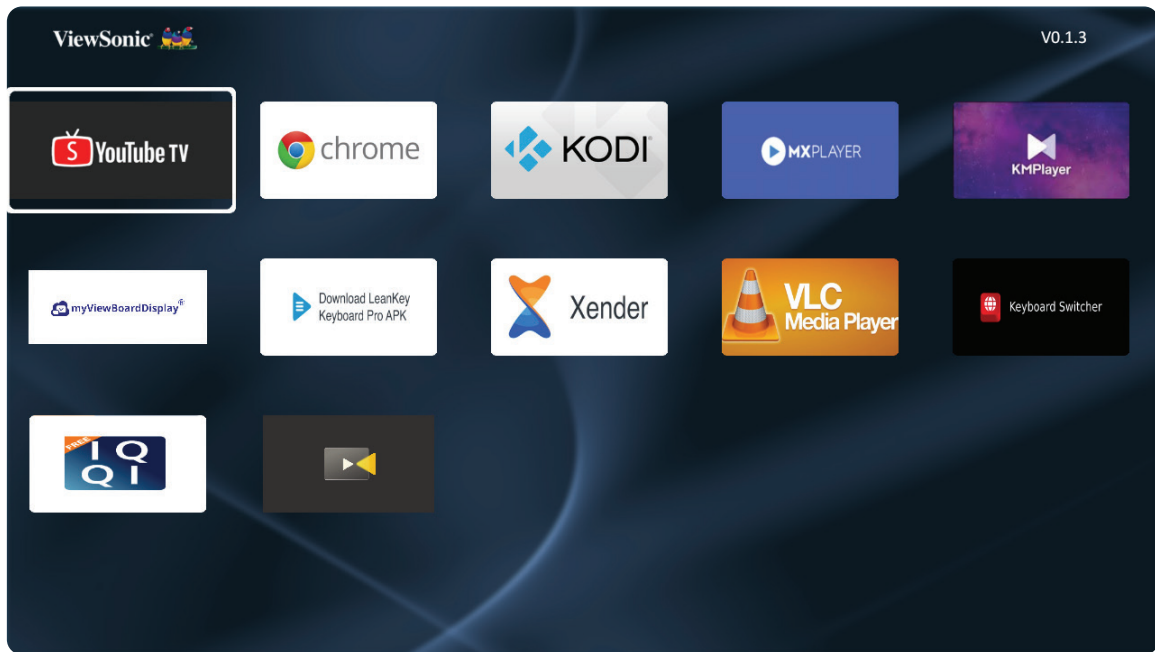 ViewSonic
V0.1.3
S YouTube TV
chrome
KODI
MXPLAYER
KMPlayer
myViewBoardDisplay®
Download LeanKey
Keyboard Pro APK
Xender
VLC
Media Player
Keyboard Switcher
FREE
IQ
QI